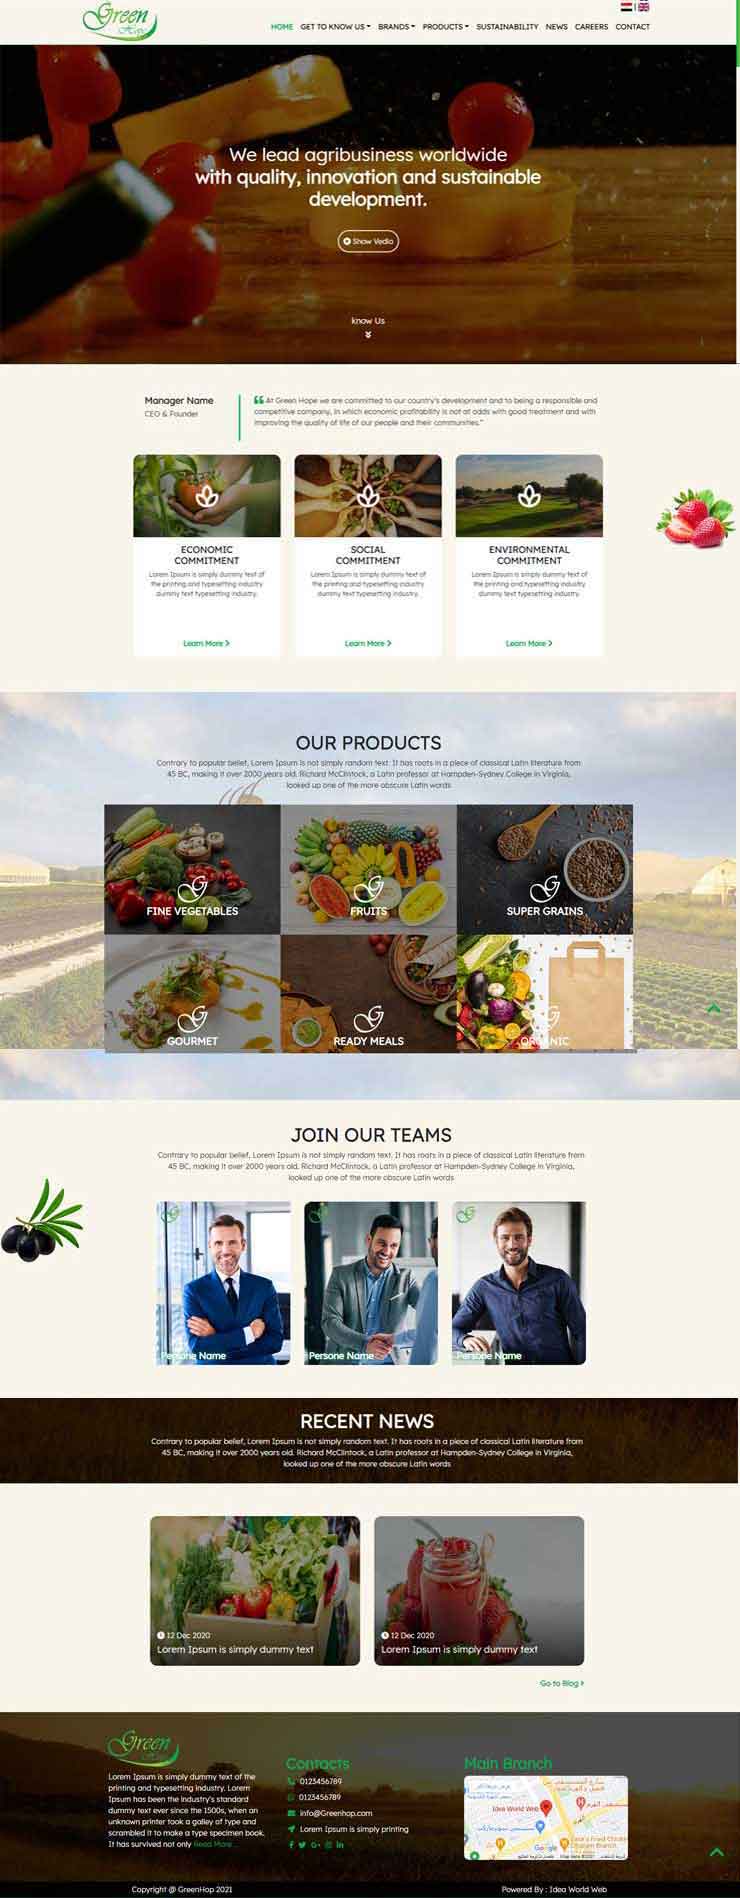 Green
Hope
HOME GET TO KNOW US BRANDS PRODUCTS SUSTAINABILITY NEWS CAREERS CONTACT
We lead agribusiness worldwide
with quality, innovation and sustainable
development.
Show Vedio
know Us
Manager Name
CEO & Founder
At Green Hope we are committed to our country's development and to being a responsible and
competitive company, in which economic profitability is not at odds with good treatment and with
improving the quality of life of our people and their communities."
ECONOMIC
COMMITMENT
Lorem Ipsum is simply dummy text of
the printing and typesetting industry
dummy text typesetting industry.
Learn More
SOCIAL
COMMITMENT
Lorem Ipsum is simply dummy text of
the printing and typesetting industry
dummy text typesetting industry.
Learn More
ENVIRONMENTAL
COMMITMENT
Lorem Ipsum is simply dummy text of
the printing and typesetting industry
dummy text typesetting industry.
Learn More
OUR PRODUCTS
Contrary to popular belief, Lorem Ipsum is not simply random text. It has roots in a piece of classical Latin literature from
45 BC, making it over 2000 years old. Richard McClintock, a Latin professor at Hampden-Sydney College in Virginia,
looked up one of the more obscure Latin words
FINE VEGETABLES
FRUITS
SUPER GRAINS
GOURMET
READY MEALS
ORGANIC
JOIN OUR TEAMS
Contrary to popular belief, Lorem Ipsum is not simply random text. It has roots in a piece of classical Latin literature from
45 BC, making it over 2000 years old. Richard McClintock, a Latin professor at Hampden-Sydney College in Virginia,
looked up one of the more obscure Latin words
Persone Name
Persone Name
Persone Name
RECENT NEWS
Contrary to popular belief, Lorem Ipsum is not simply random text. It has roots in a piece of classical Latin literature from
45 BC, making it over 2000 years old. Richard McClintock, a Latin professor at Hampden-Sydney College in Virginia,
looked up one of the more obscure Latin words
12 Dec 2020
Lorem Ipsum is simply dummy text
12 Dec 2020
Lorem Ipsum is simply dummy text
Go to Blog
Green
Hope
Lorem Ipsum is simply dummy text of the
printing and typesetting industry. Lorem
Ipsum has been the industry's standard
dummy text ever since the 1500s, when an
unknown printer took a galley of type and
scrambled it to make a type specimen book.
It has survived not only Read More...
Contacts
0123456789
0123456789
info@Greenhop.com
Lorem Ipsum is simply printing
Main Branch
Idea World Web
Google
Copyright @ GreenHop 2021
Powered By : Idea World Web